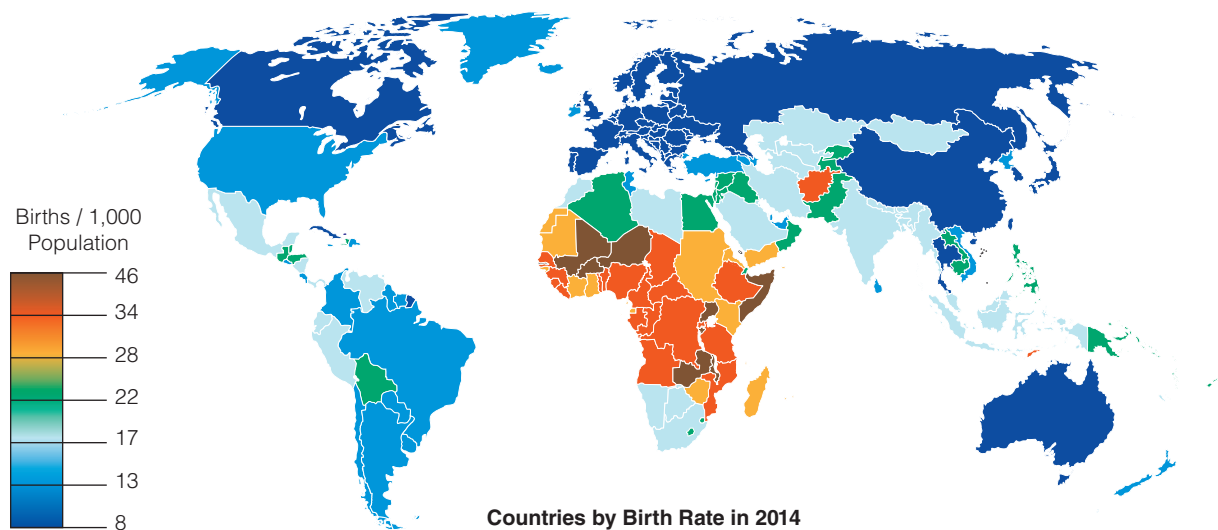 Births / 1,000
Population
46
34
28
22
17
13
8
Countries by Birth Rate in 2014